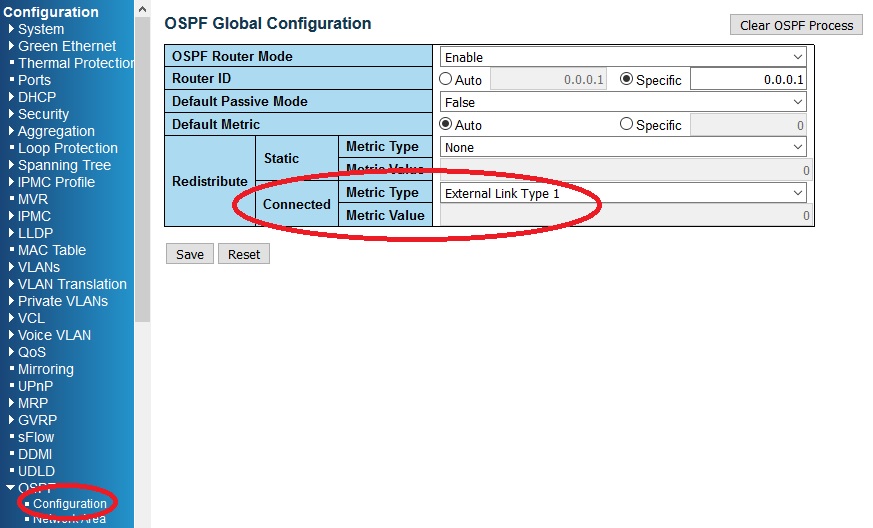 Configuration
System
Green Ethernet
Thermal Protection
Ports
DHCP
Security
Aggregation
Loop Protection
Spanning Tree
IPMC Profile
MVR
IPMC
LLDP
MAC Table
VLANs
VLAN Translation
Private VLANs
VCL
Voice VLAN
QoS
Mirroring
UPnP
MRP
GVRP
sFlow
DDMI
UDLD
OSPF
Configuration
Network Area
OSPF Global Configuration
Clear OSPF Process
OSPF Router Mode Enable
Router ID Auto 0.0.0.1 Specific 0.0.0.1
Default Passive Mode False
Default Metric Auto Specific 0
Redistribute Static Metric Type None
Metric Value 0
Connected Metric Type External Link Type 1
Metric Value 0
Save Reset